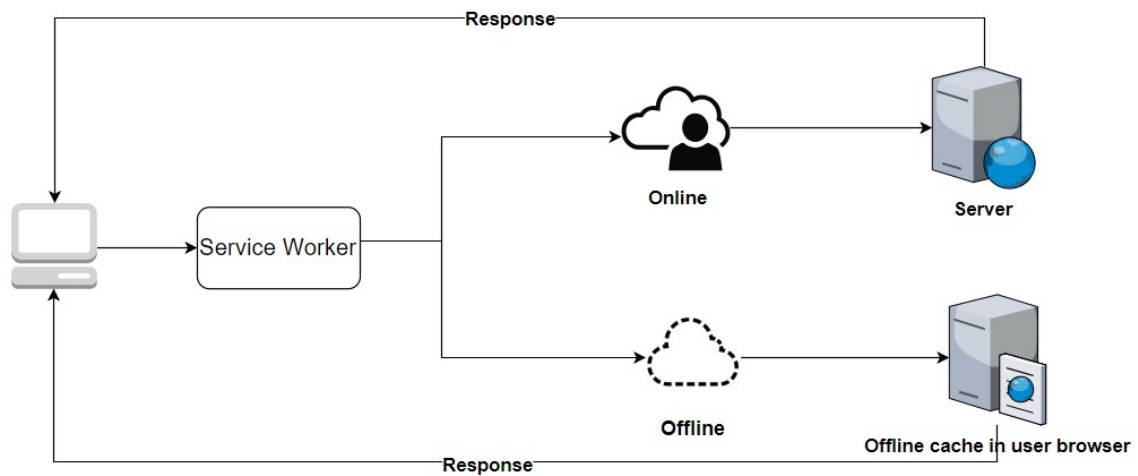 Response
Online
Server
Service Worker
Offline
Offline cache in user browser
Response